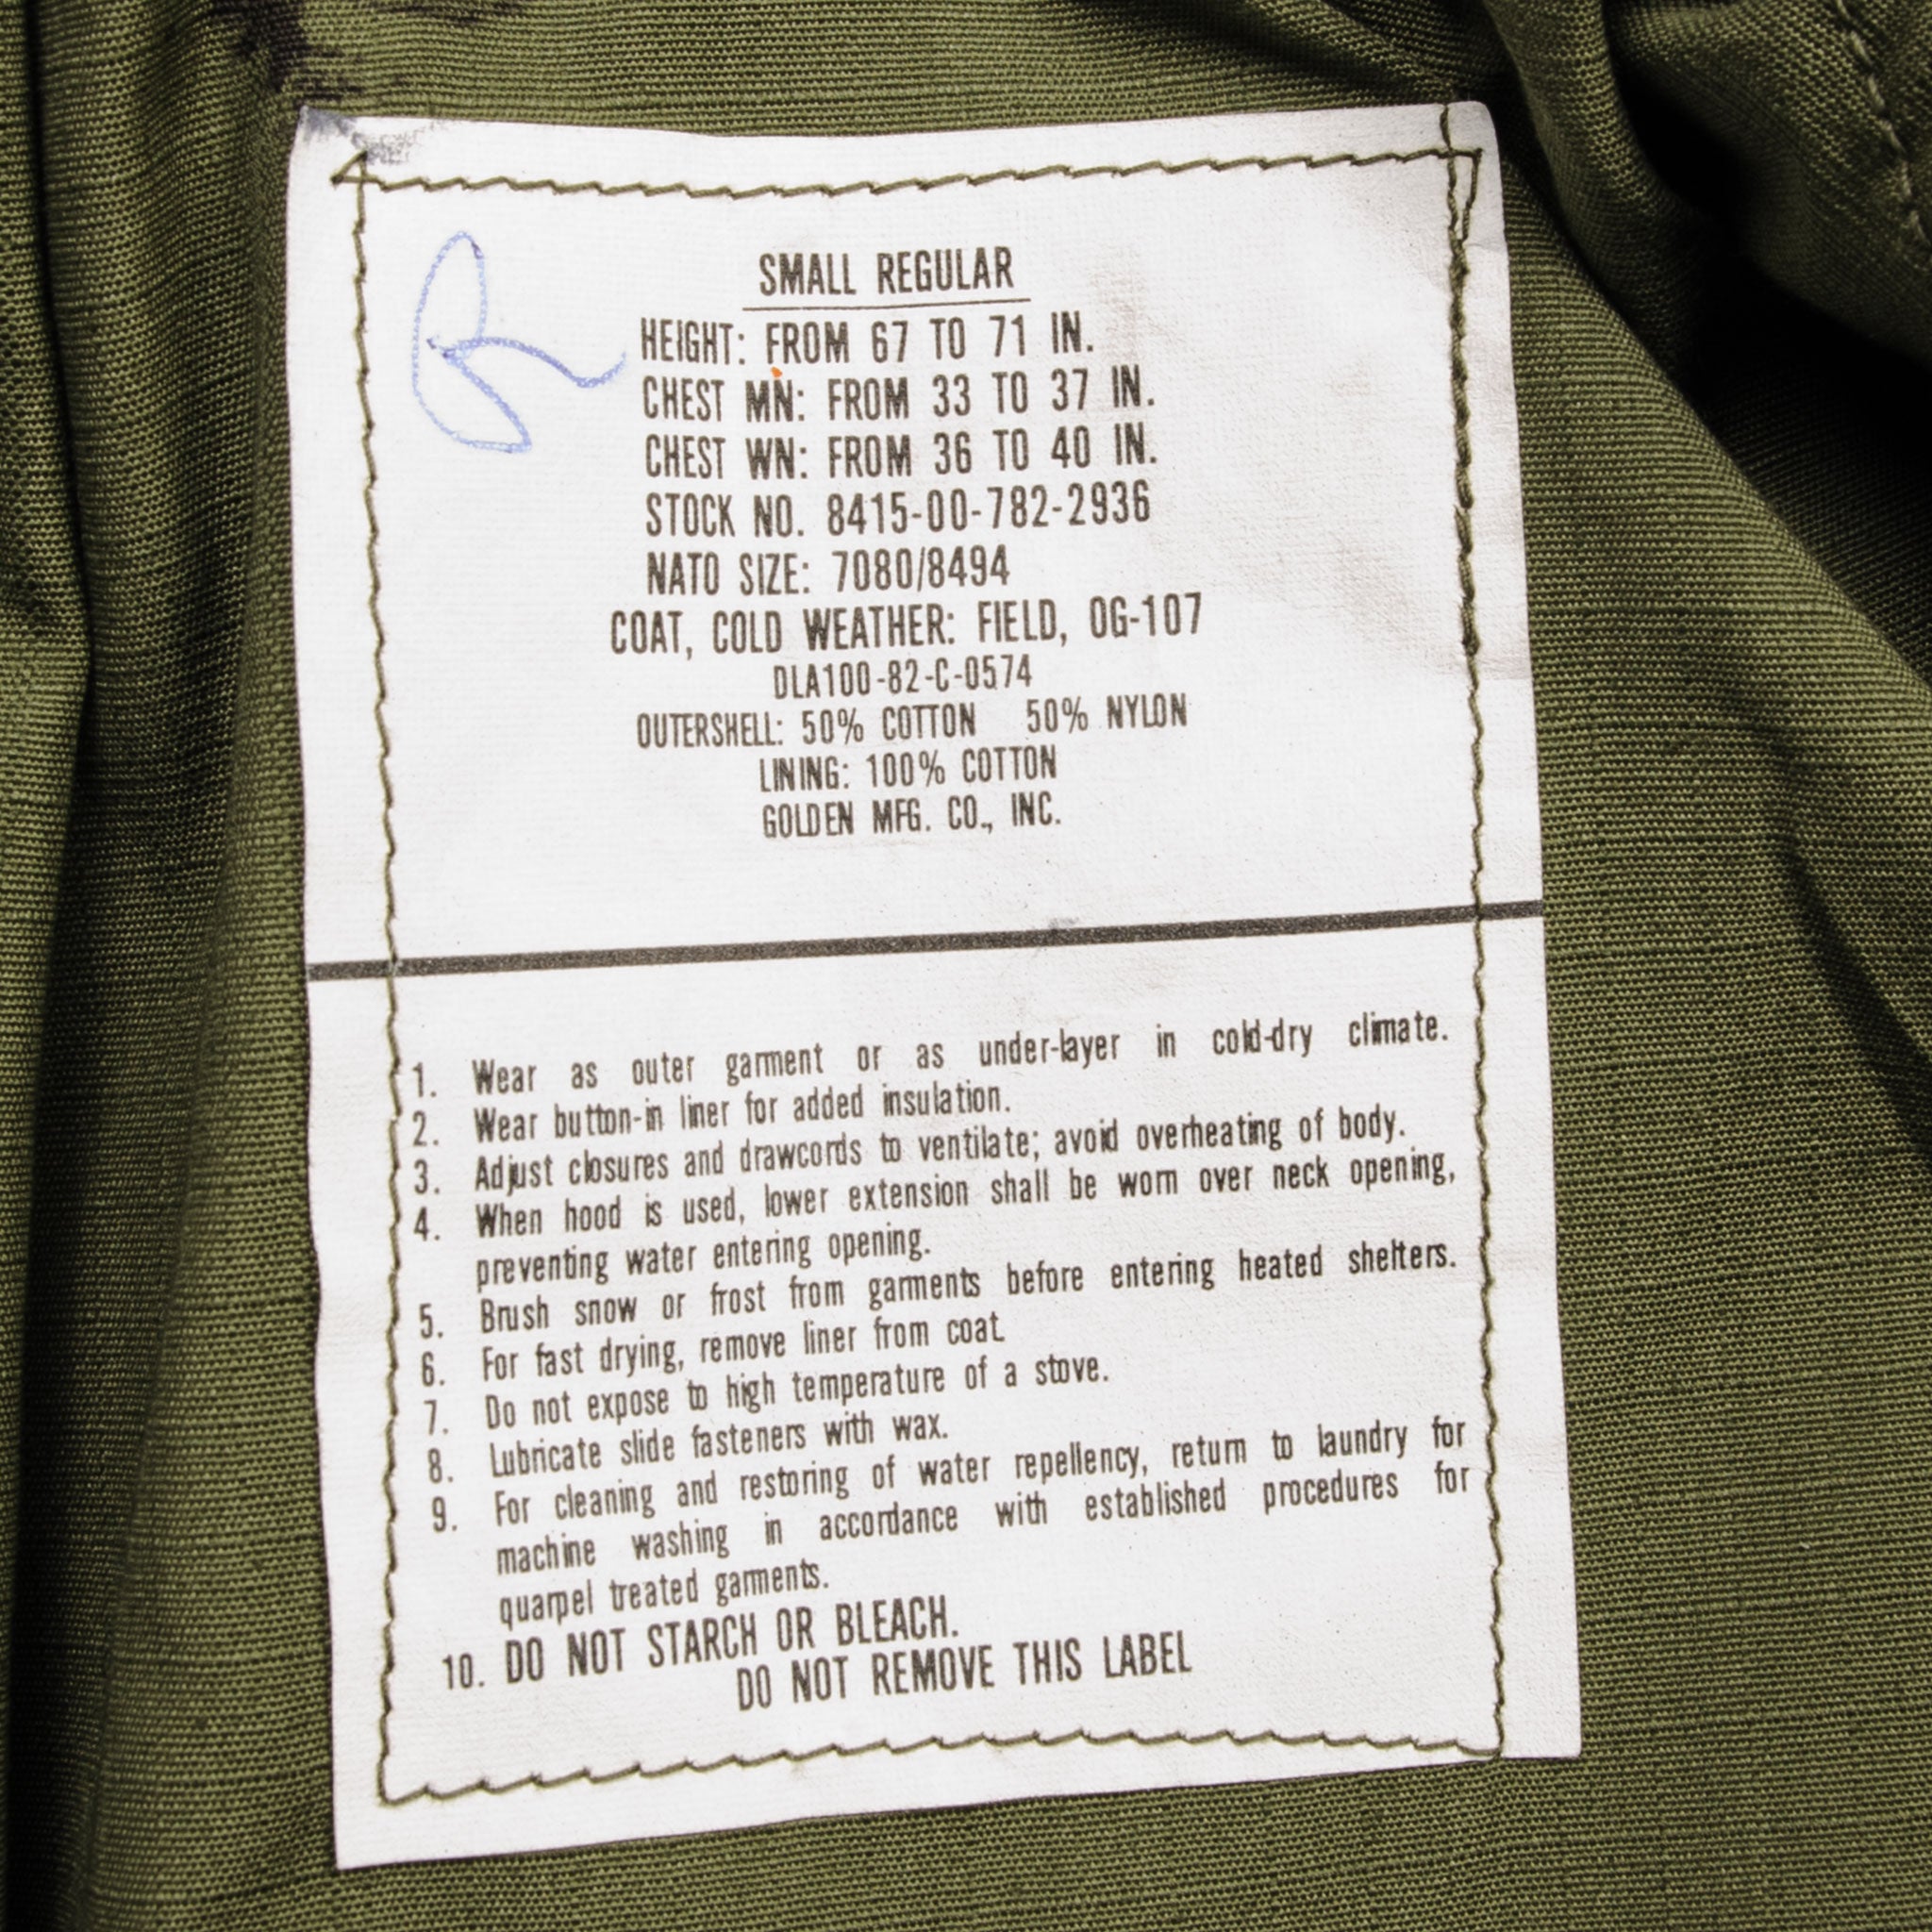 SMALL REGULAR
HEIGHT: FROM 67 TO 71 IN.
CHEST MN: FROM 33 TO 37 IN.
CHEST WN: FROM 36 TO 40 IN.
STOCK NO. 8415-00-782-2936
NATO SIZE: 7080/8494
COAT, COLD WEATHER: FIELD, OG-107
DLA100-82-C-0574
OUTERSHELL: 50% COTTON 50% NYLON
LINING: 100% COTTON
GOLDEN MFG. CO., INC.
1. Wear as outer garment or as under-layer in cold-dry climate.
2. Wear button-in liner for added insulation.
3. Adjust closures and drawcords to ventilate; avoid overheating of body.
4. When hood is used, lower extension shall be worn over neck opening,
preventing water entering opening.
5. Brush snow or frost from garments before entering heated shelters.
6. For fast drying, remove liner from coat.
7. Do not expose to high temperature of a stove.
8. Lubricate slide fasteners with wax.
9. For cleaning and restoring of water repellency, return to laundry for
machine washing in accordance with established procedures for
quarpel treated garments.
10. DO NOT STARCH OR BLEACH.
DO NOT REMOVE THIS LABEL